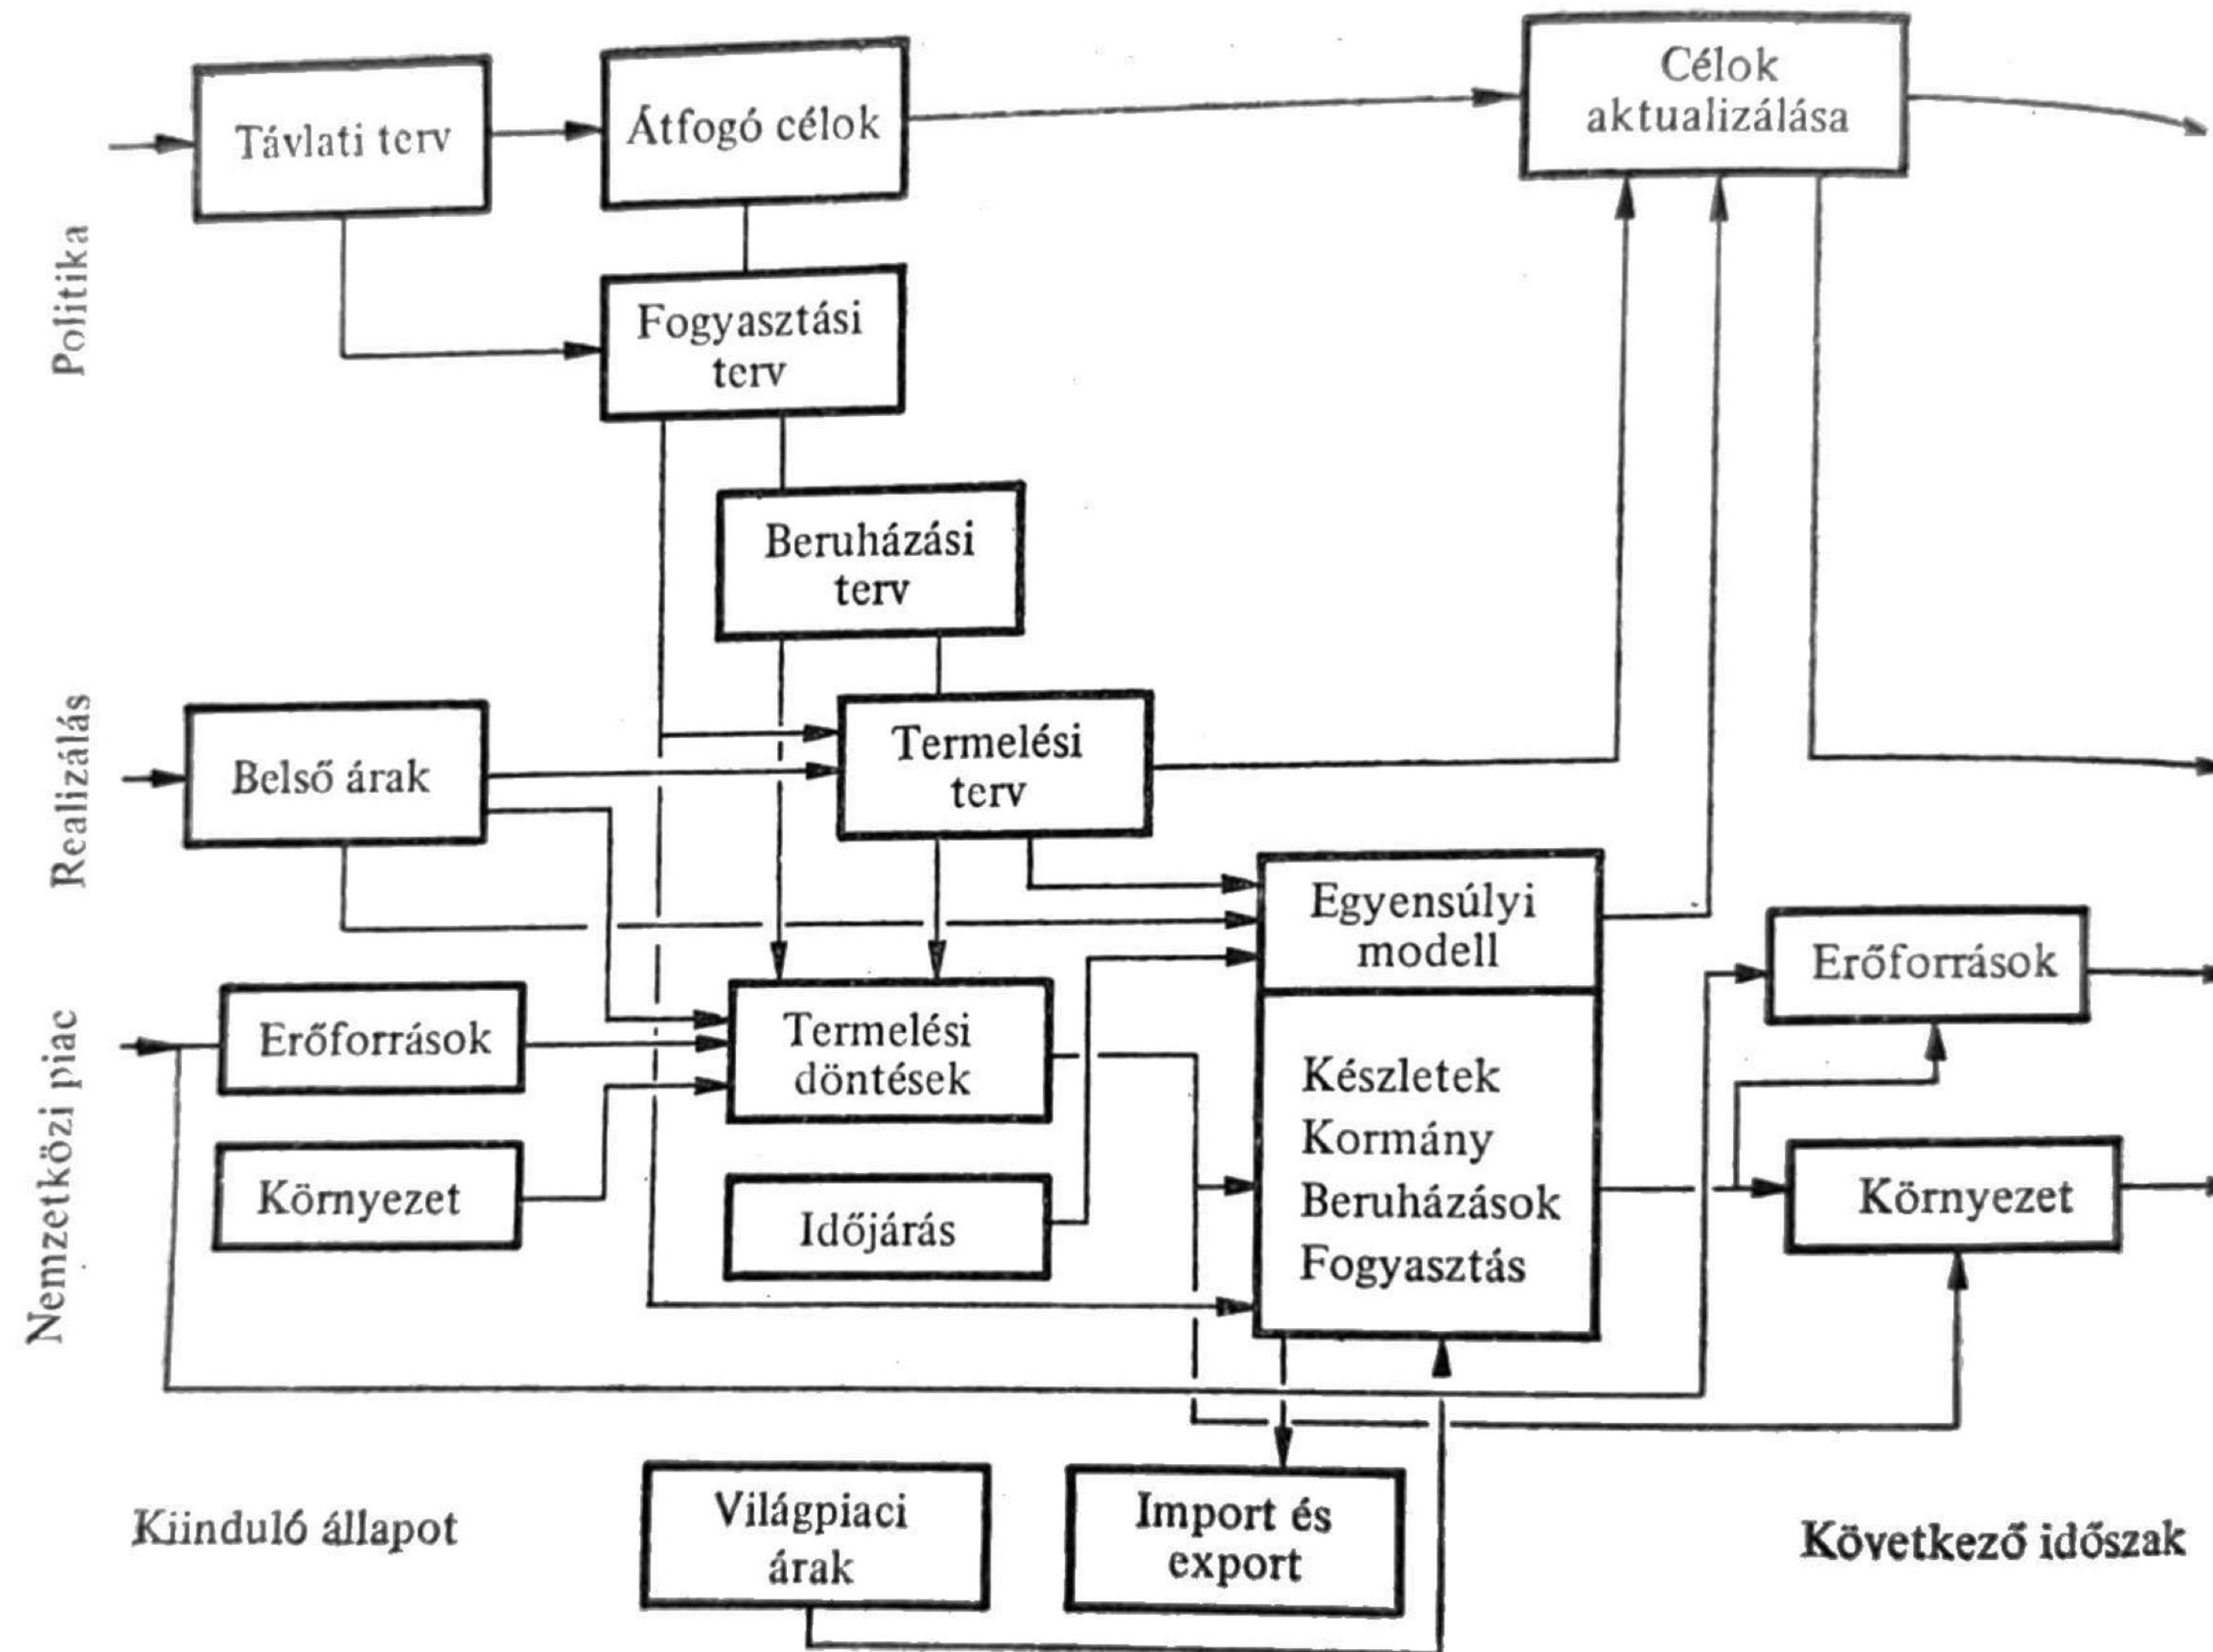 Célok
aktualizálása
Távlati terv
Átfogó célok
Politika
Fogyasztási
terv
Beruházási
terv
Realizálás
Belső árak
Termelési
terv
Egyensúlyi
modell
Erőforrások
Nemzetközi piac
Erőforrások
Termelési
döntések
Készletek
Kormány
Beruházások
Fogyasztás
Környezet
Időjárás
Környezet
Kiinduló állapot
Világpiaci
árak
Import és
export
Következő időszak